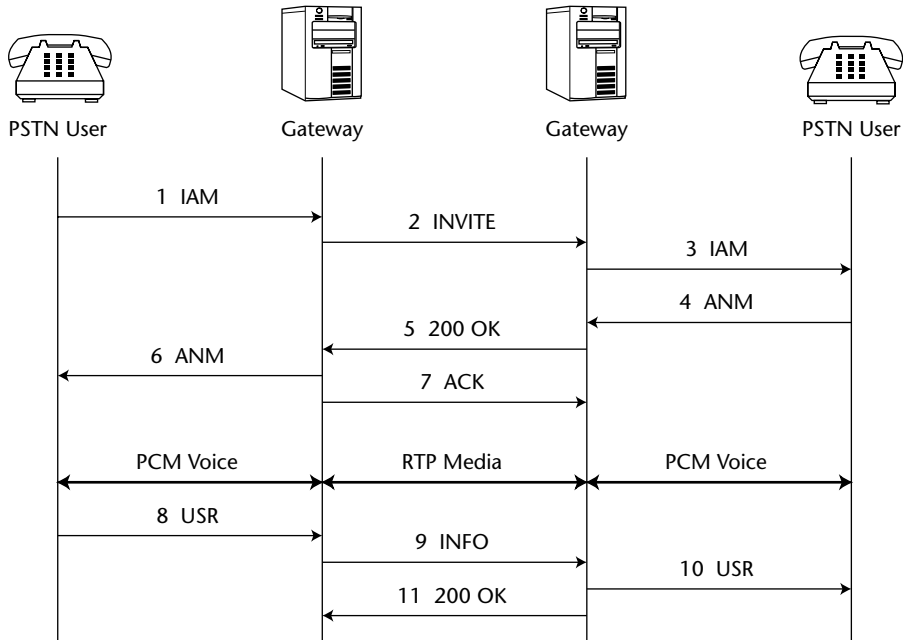 PSTN User
Gateway
Gateway
PSTN User
1 IAM
2 INVITE
3 IAM
4 ANM
5 200 OK
6 ANM
7 ACK
PCM Voice
RTP Media
PCM Voice
8 USR
9 INFO
10 USR
11 200 OK